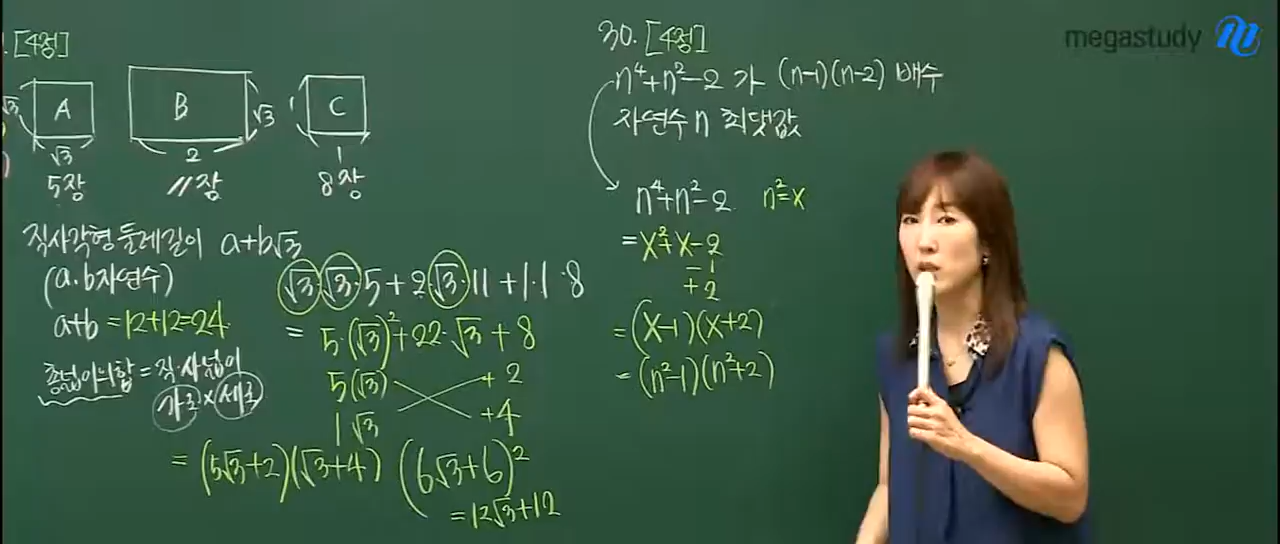 megastudy
[4점]
A
√3
√3
5장
B
√3
2
11장
C
1
1
8장
직사각형 둘레길이 a+b√3
(a.b자연수)
a+b=12+12=24
종넓이의합=직.사넓이
가로×세로
√3·√3·5+2·√3·11+1·1·8
=5·(√3)²+22·√3+8
5(√3) +2
1√3 +4
=(5√3+2)(√3+4) (6√3+6)²
=12√3+12
30. [4점]
n⁴+n²-2가 (n-1)(n-2) 배수
자연수 n 최댓값
n⁴+n²-2 n²=X
=X²+X-2
- 1
+2
=(X-1)(X+2)
=(n²-1)(n²+2)